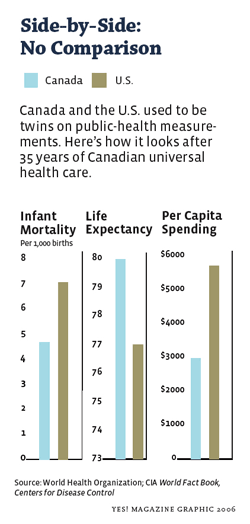 Side-by-Side:
No Comparison
Canada U.S.
Canada and the U.S. used to be
twins on public-health measure-
ments. Here's how it looks after
35 years of Canadian universal
health care.
Infant
Mortality
Per 1,000 births
8
7
6
5
4
3
2
1
0
Life
Expectancy
80
79
78
77
76
75
74
73
Per Capita
Spending
$6000
$5000
$4000
$3000
$2000
$1000
0
Source: World Health Organization; CIA World Fact Book,
Centers for Disease Control
YES! MAGAZINE GRAPHIC 2006